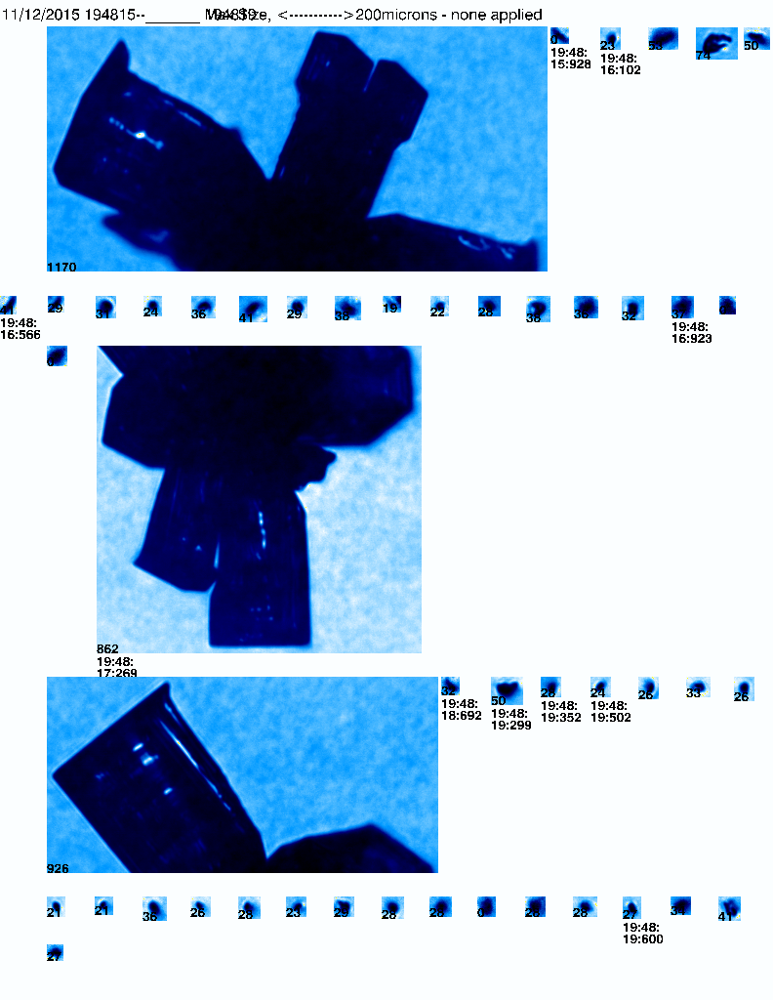 11/12/2015 194815--_______ 194819, <----------->200microns - none applied
0 23 53 74 50
19:48: 19:48:
15:928 16:102
1170
41 29 31 24 36 41 29 38 19 22 28 38 36 32 37
19:48: 19:48:
16:566 16:923
0
862
19:48:
17:269
32 50 28 24 26 33 26
19:48: 19:48: 19:48: 19:48:
18:692 19:299 19:352 19:502
926
21 21 36 26 28 23 29 28 28 0 28 28 27 34 41
19:48:
19:600
27